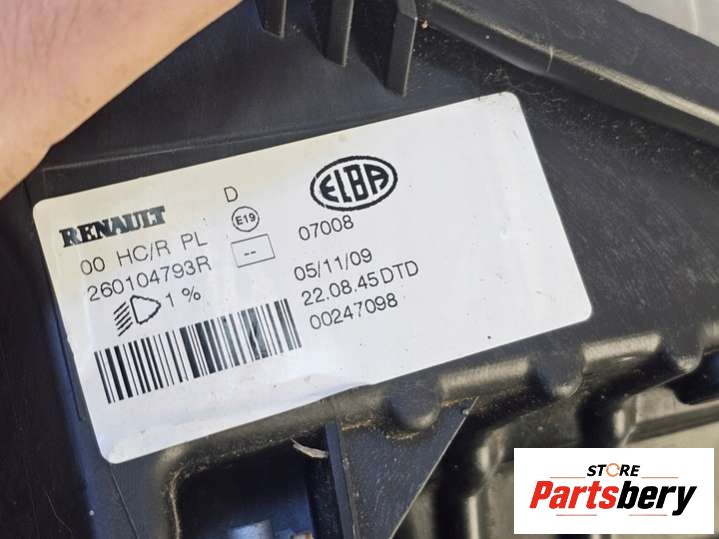 RENAULT
00 HC/R PL
260104793R
1 %
D
E19
--
ELBA
07008
05/11/09
22.08.45DTD
00247098
STORE
Partsbery